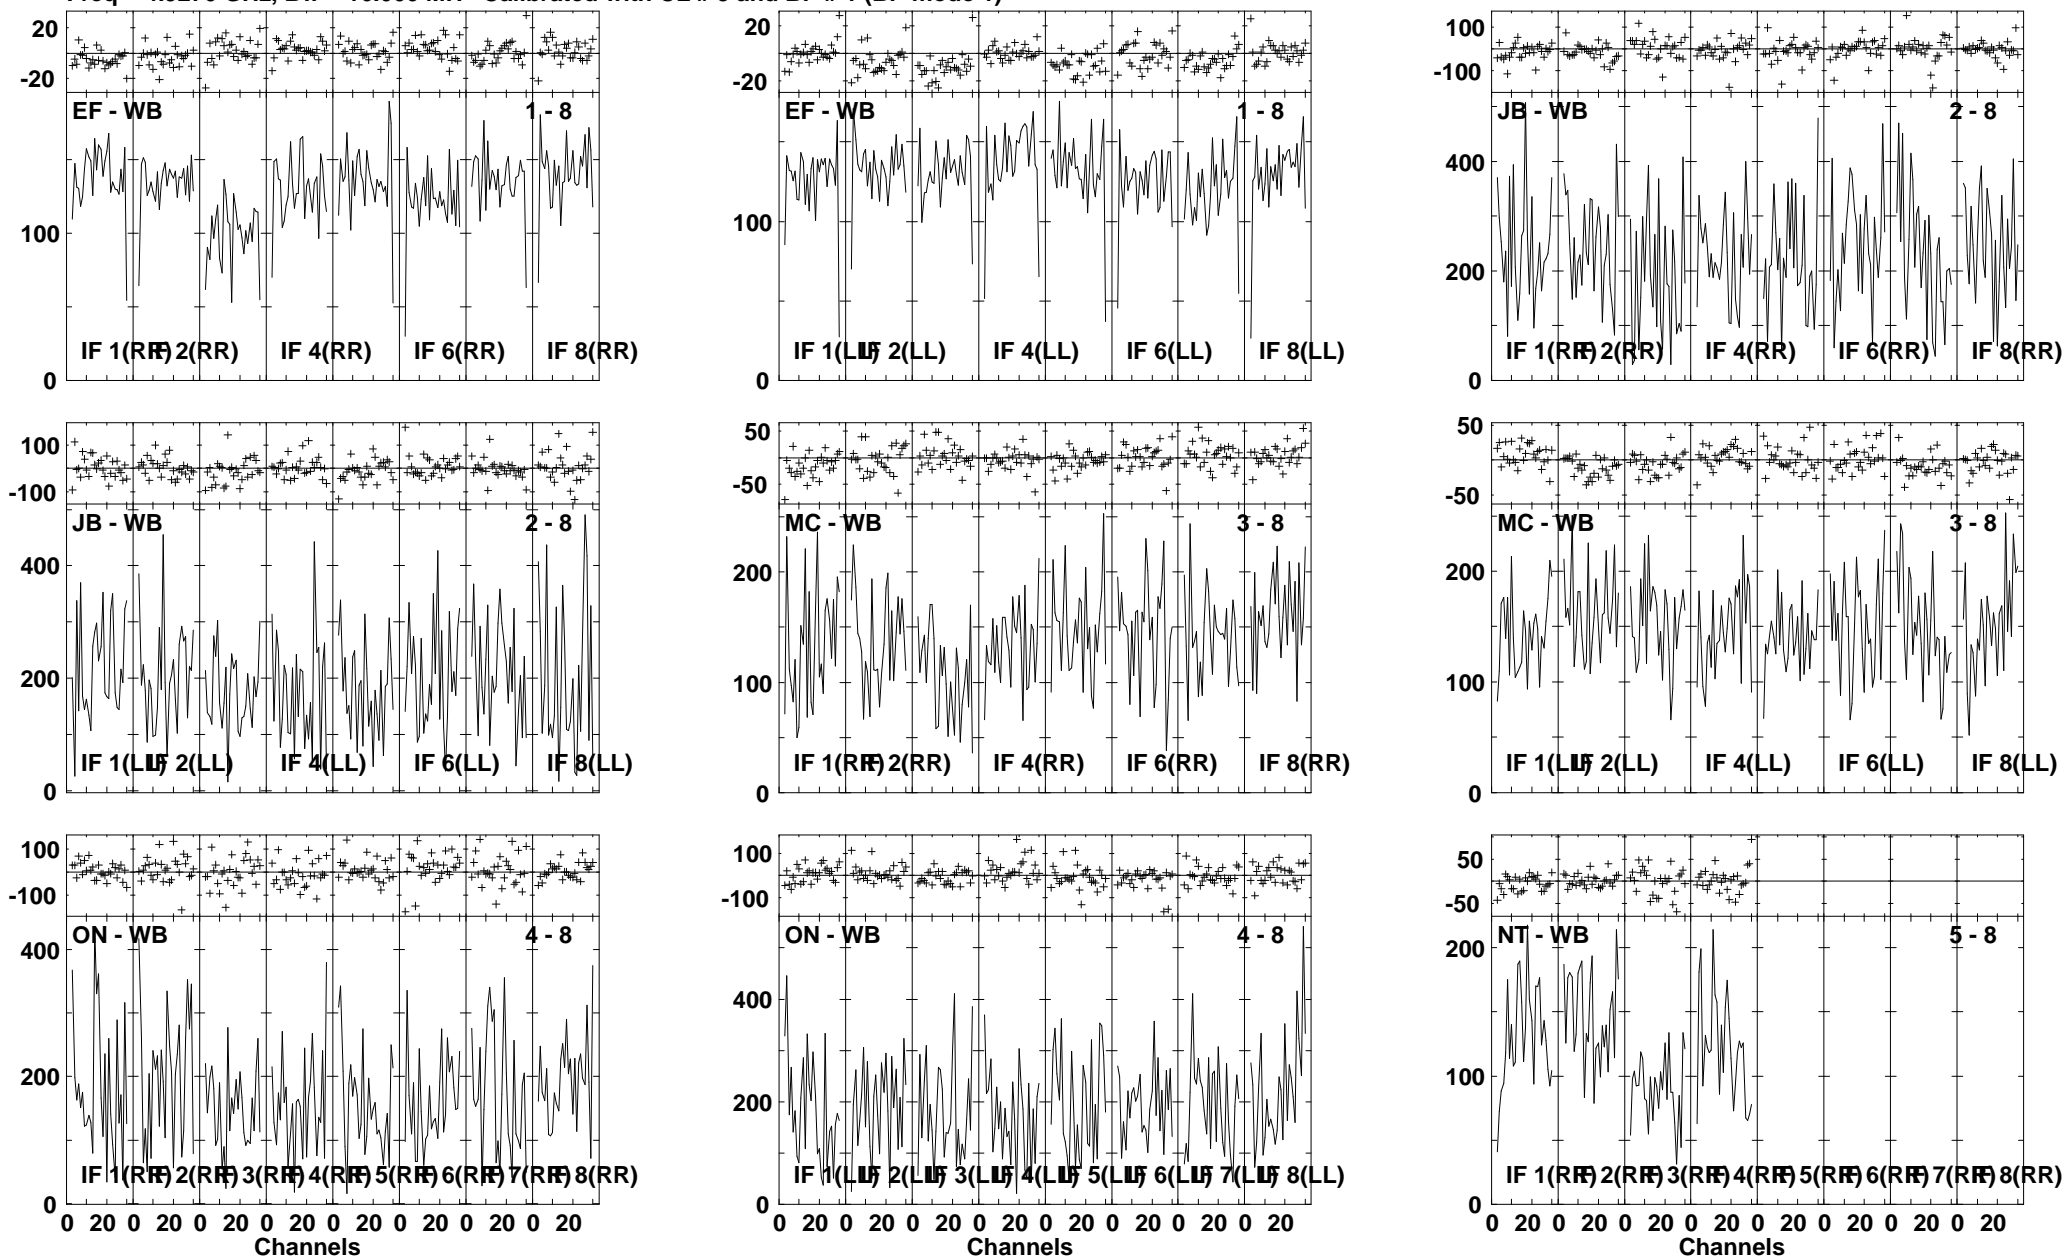 20
-20
EF - WB
1 - 8
100
0
IF 1(RR)
IF 2(RR)
IF 4(RR)
IF 6(RR)
IF 8(RR)
20
-20
EF - WB
1 - 8
100
0
IF 1(LL)
IF 2(LL)
IF 4(LL)
IF 6(LL)
IF 8(LL)
100
-100
JB - WB
2 - 8
400
200
0
IF 1(RR)
IF 2(RR)
IF 4(RR)
IF 6(RR)
IF 8(RR)
100
-100
JB - WB
2 - 8
400
200
0
IF 1(LL)
IF 2(LL)
IF 4(LL)
IF 6(LL)
IF 8(LL)
50
-50
MC - WB
3 - 8
200
100
0
IF 1(RR)
IF 2(RR)
IF 4(RR)
IF 6(RR)
IF 8(RR)
50
-50
MC - WB
3 - 8
200
100
0
IF 1(LL)
IF 2(LL)
IF 4(LL)
IF 6(LL)
IF 8(LL)
100
-100
ON - WB
4 - 8
400
200
0
IF 1(RR)
IF 2(RR)
IF 3(RR)
IF 4(RR)
IF 5(RR)
IF 6(RR)
IF 7(RR)
IF 8(RR)
0 20 0 20 0 20 0 20 0 20 0 20 0 20 0 20
Channels
100
-100
ON - WB
4 - 8
400
200
0
IF 1(LL)
IF 2(LL)
IF 3(LL)
IF 4(LL)
IF 5(LL)
IF 6(LL)
IF 7(LL)
IF 8(LL)
0 20 0 20 0 20 0 20 0 20 0 20 0 20 0 20
Channels
50
-50
NT - WB
5 - 8
200
100
0
IF 1(RR)
IF 2(RR)
IF 3(RR)
IF 4(RR)
IF 5(RR)
IF 6(RR)
IF 7(RR)
IF 8(RR)
0 20 0 20 0 20 0 20 0 20 0 20 0 20 0 20
Channels